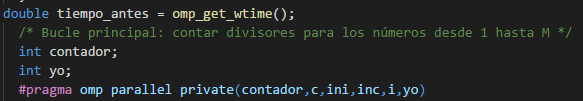 double tiempo_antes = omp_get_wtime();
/* Bucle principal: contar divisores para los números desde 1 hasta M */
int contador;
int yo;
#pragma omp parallel private(contador,c,ini,inc,i,yo)